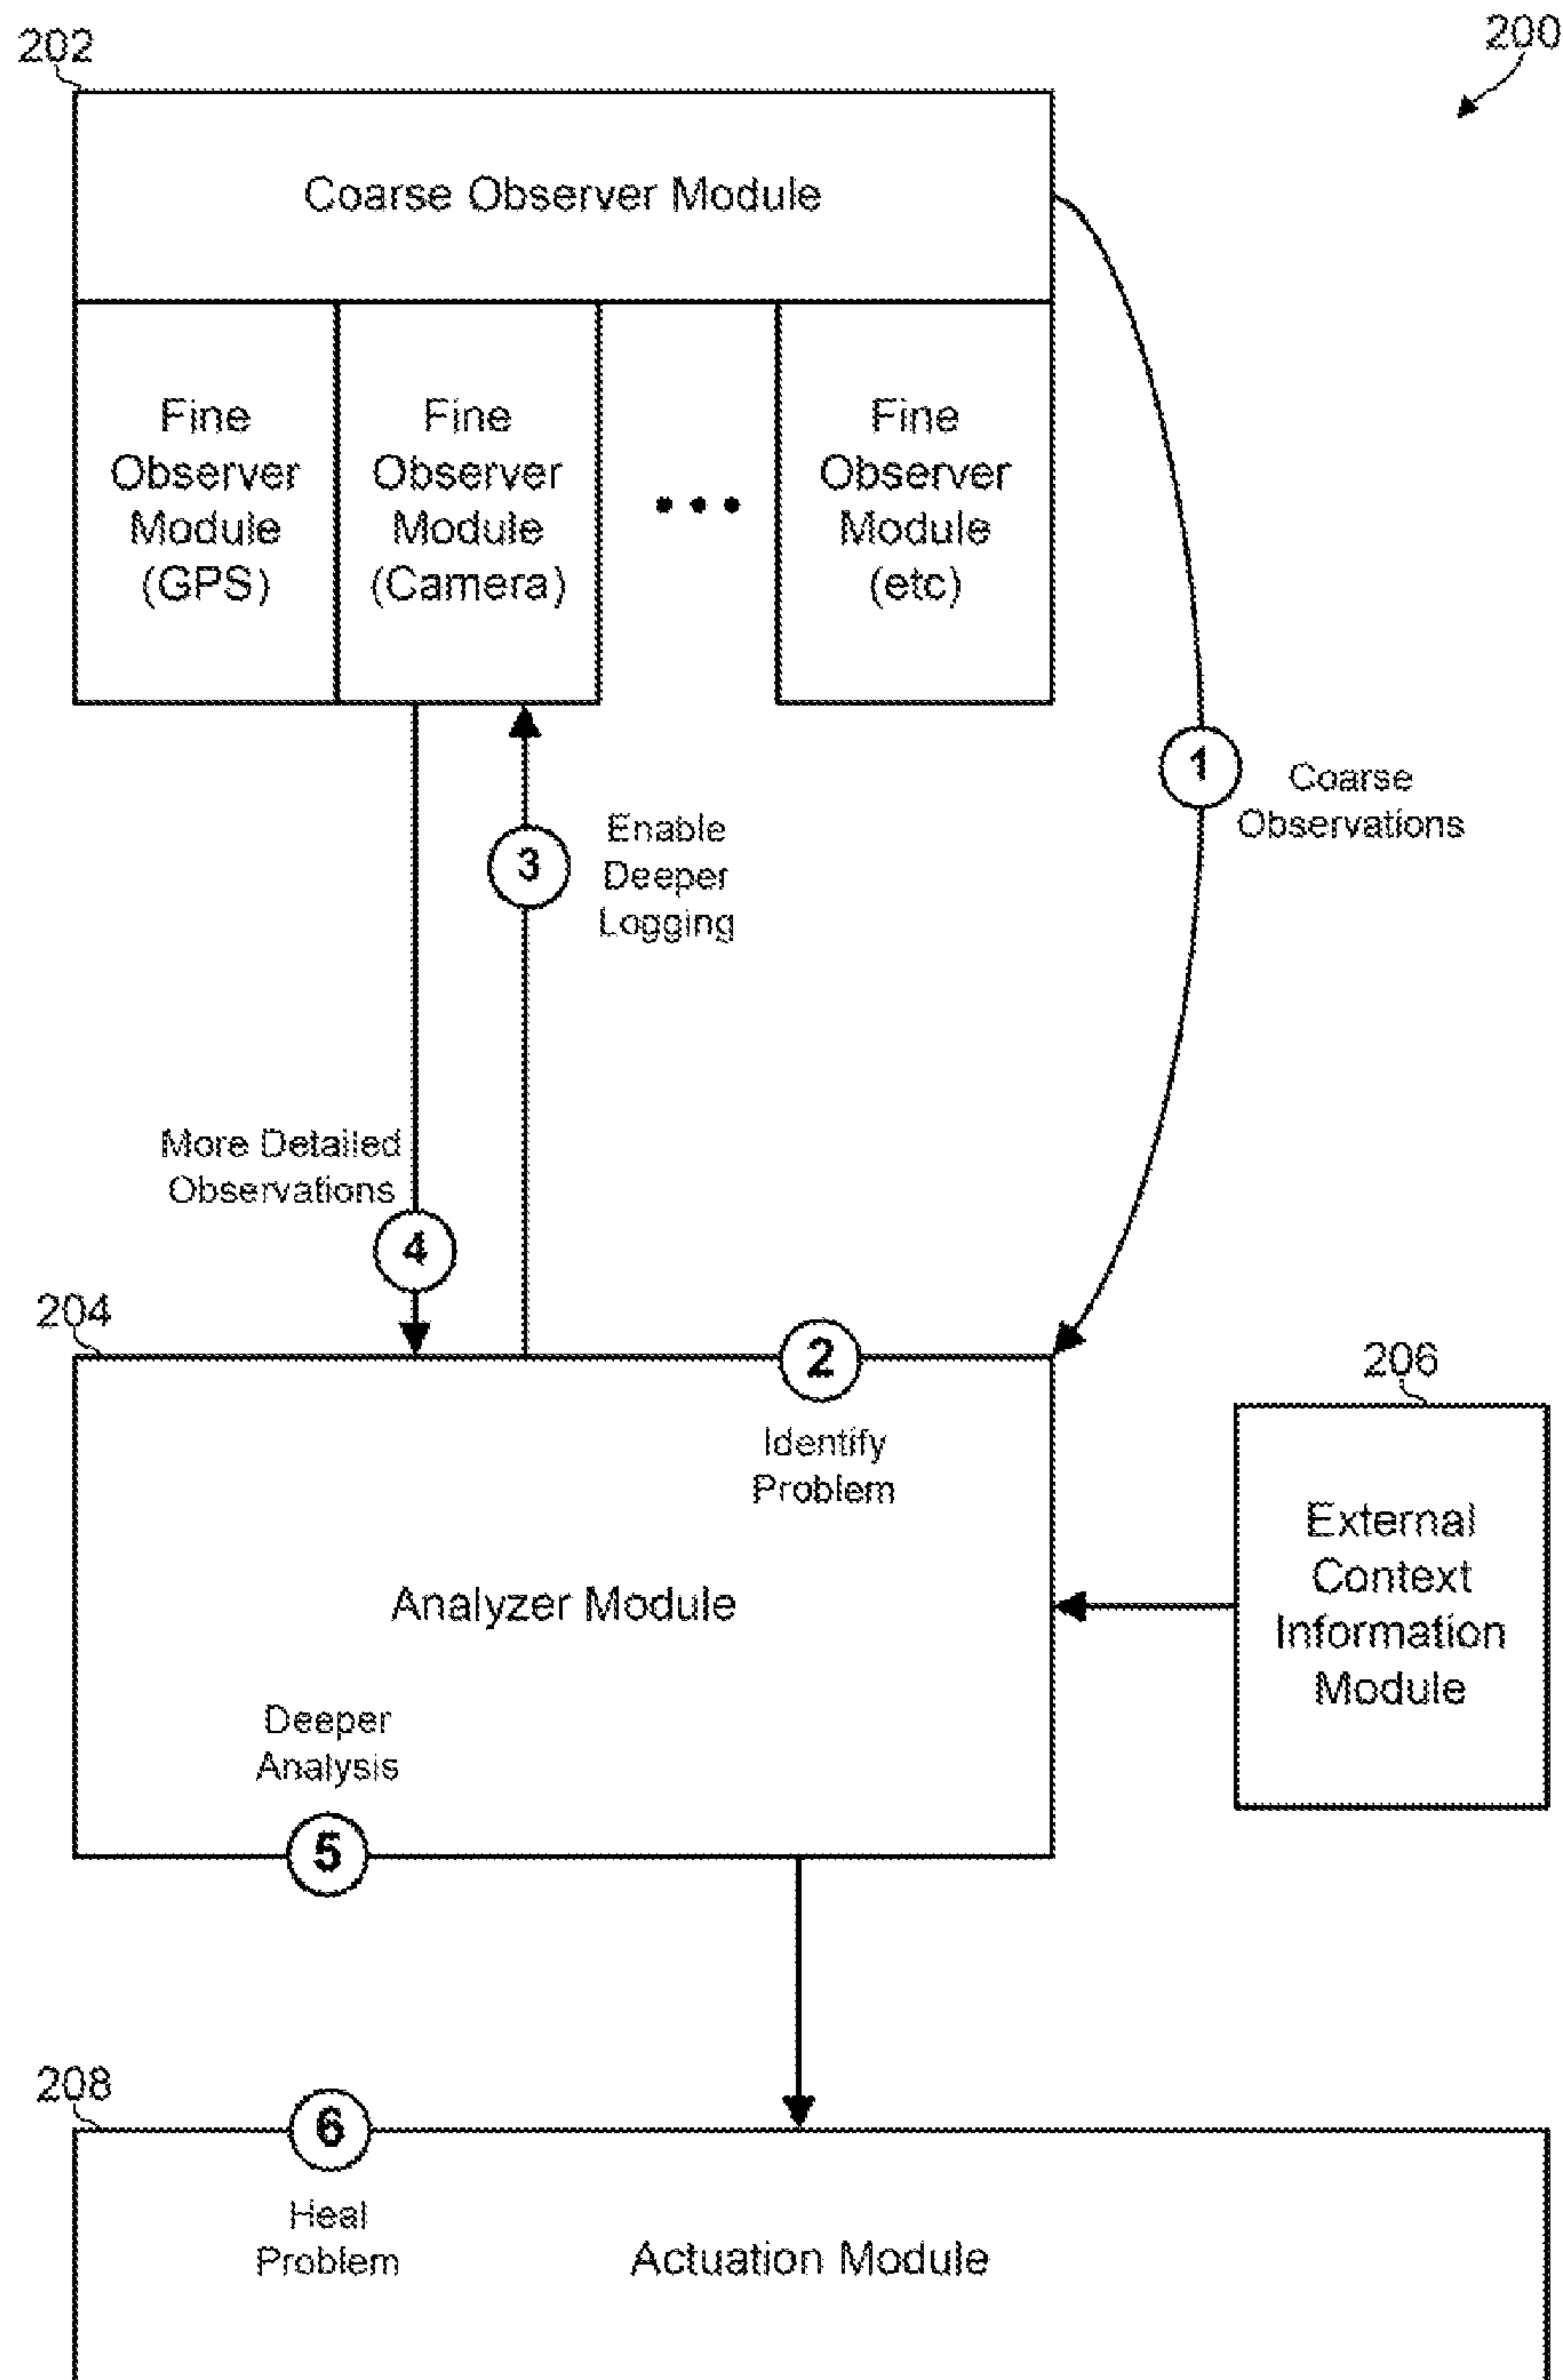 202
200
Coarse Observer Module
Fine
Observer
Module
(GPS)
Fine
Observer
Module
(Camera)
• • •
Fine
Observer
Module
(etc)
1
Coarse
Observations
3
Enable
Deeper
Logging
More Detailed
Observations
4
204
2
Identify
Problem
206
External
Context
Information
Module
Analyzer Module
Deeper
Analysis
5
208
6
Heal
Problem
Actuation Module